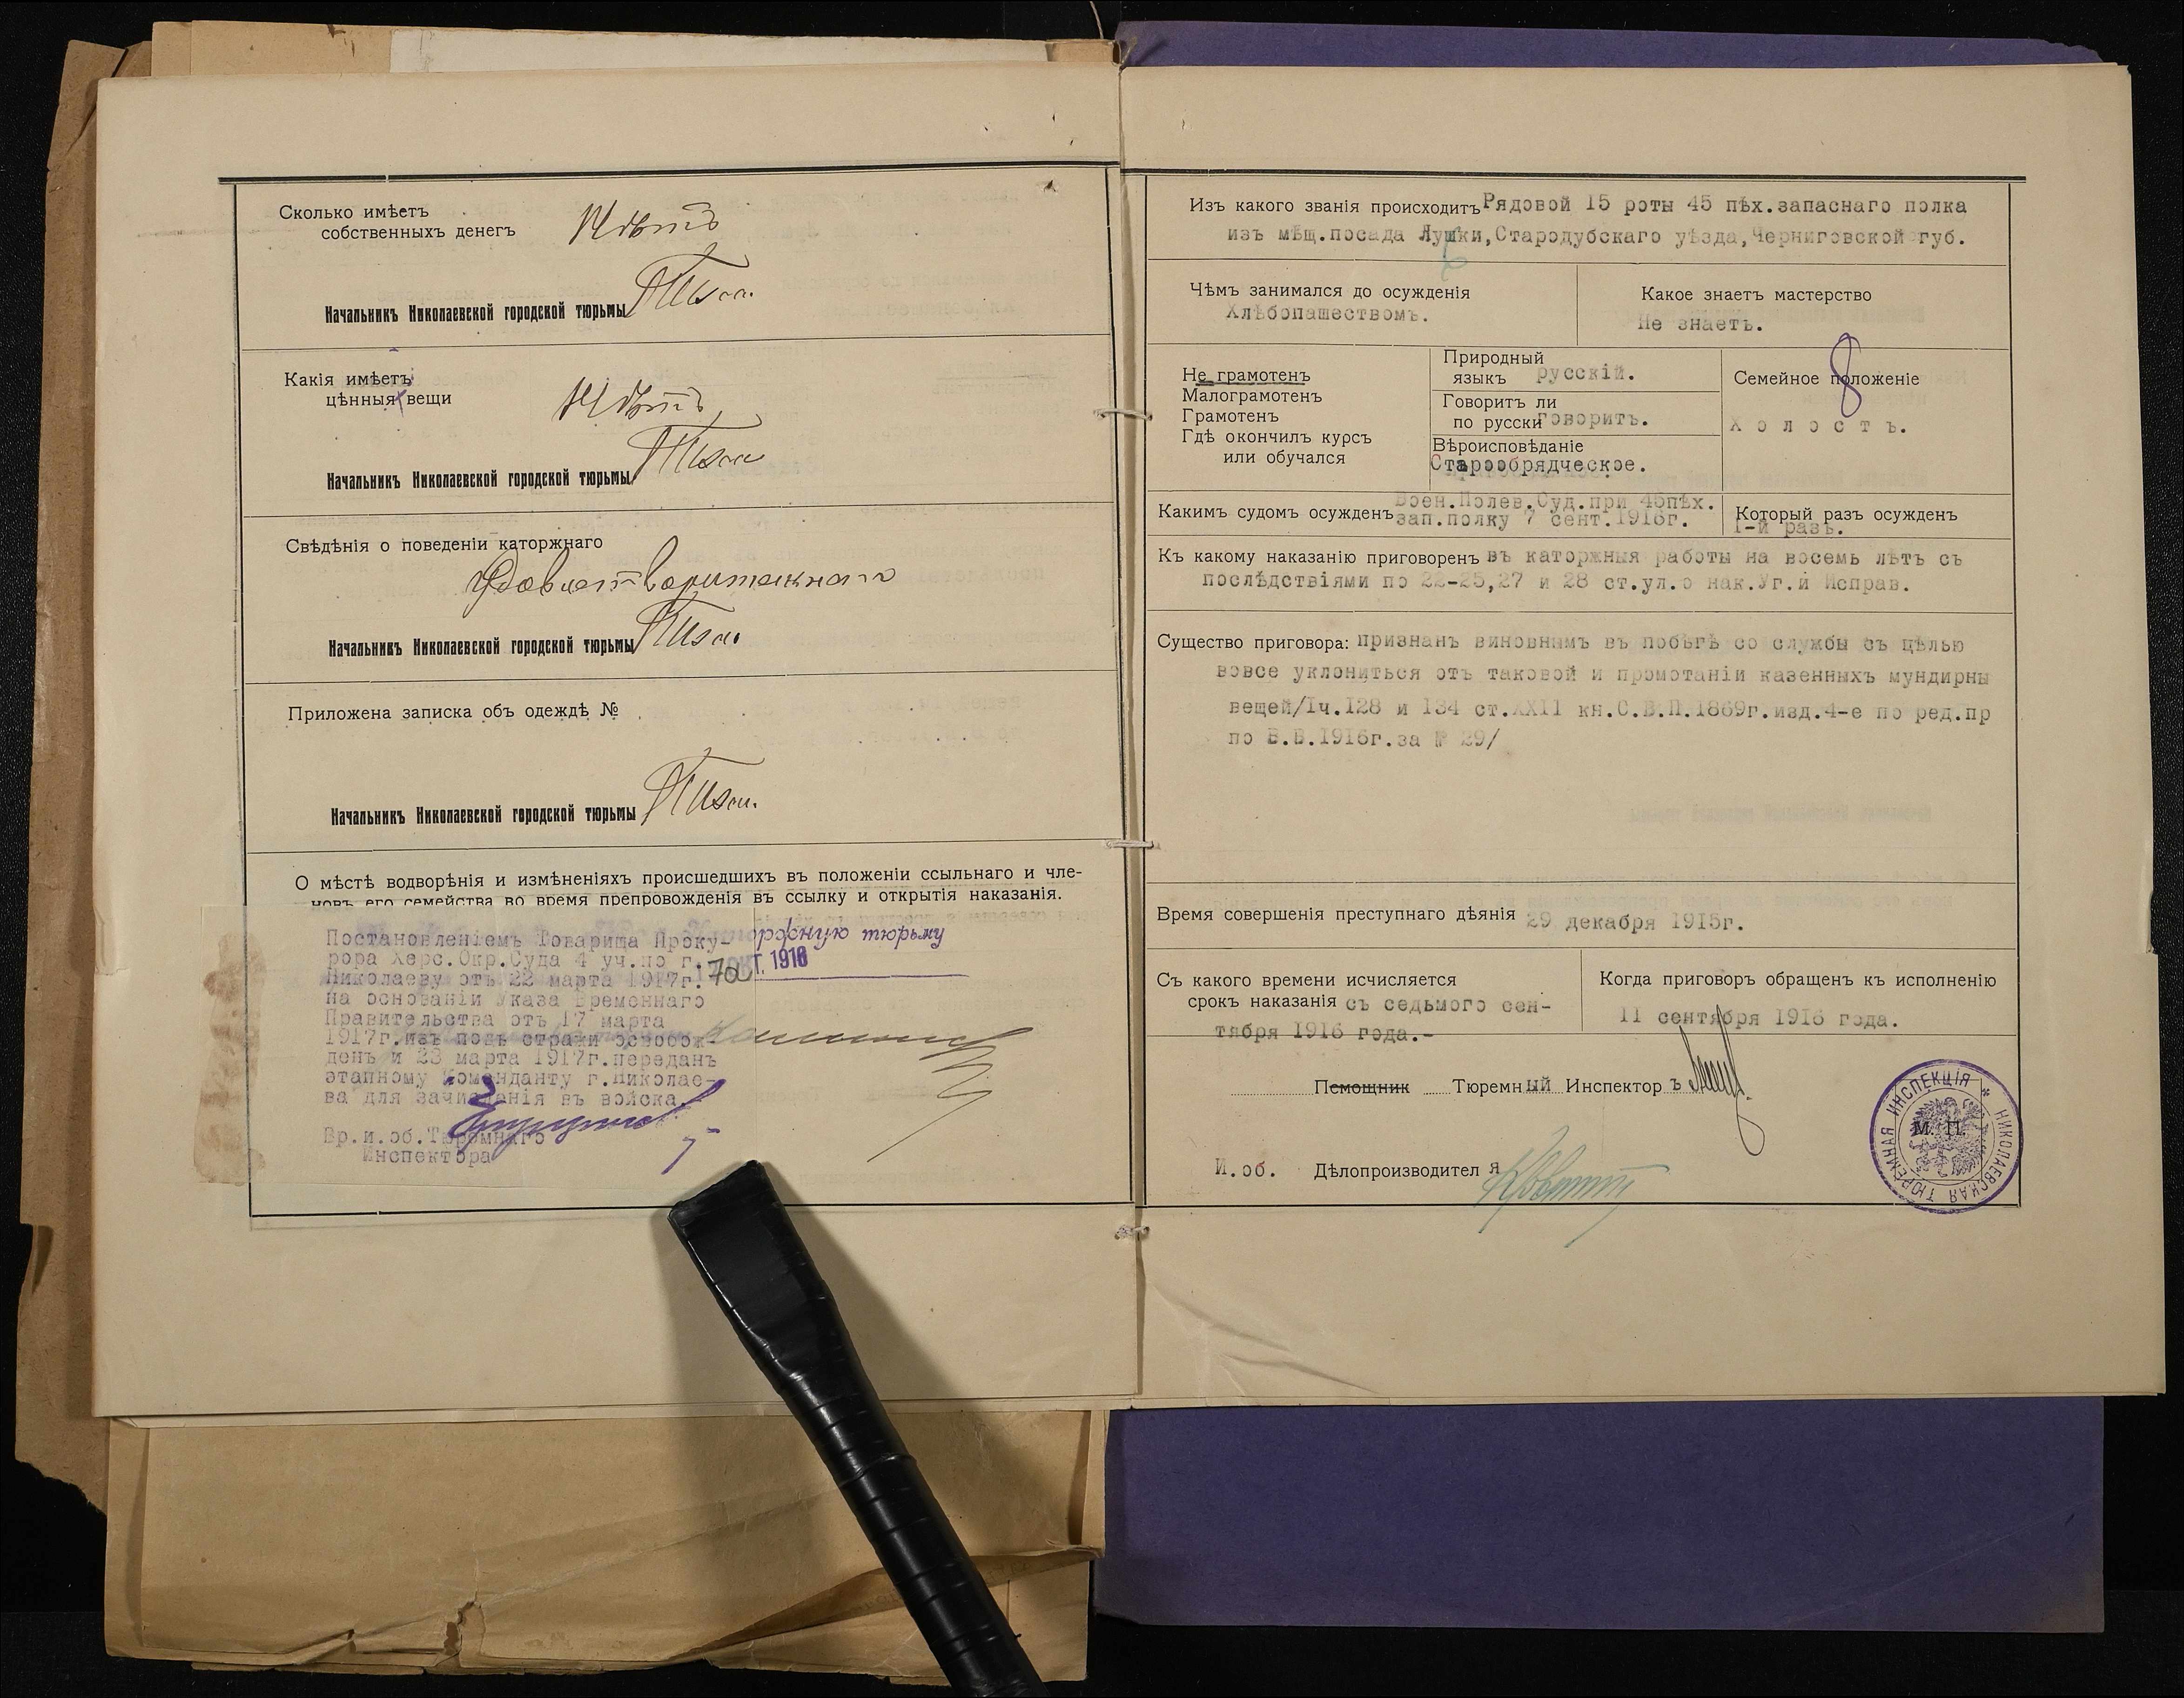 Сколько имѣетъ
собственныхъ денегъ Нѣтъ
Начальникъ Николаевской городской тюрьмы
Какія имѣетъ
цѣнныя вещи Нѣтъ
Начальникъ Николаевской городской тюрьмы
Свѣдѣнія о поведеніи каторжнаго
Удовлетворительнаго
Начальникъ Николаевской городской тюрьмы
Приложена записка объ одеждѣ №
Начальникъ Николаевской городской тюрьмы
О мѣстѣ водворѣнія и измѣненіяхъ происшедшихъ въ положеніи ссыльнаго и чле-
новъ его семейства во время препровожденія въ ссылку и открытія наказанія.
Постановленіемъ Товарища Проку-
рора Херс.Окр.Суда 4 уч.по г.
Николаеву отъ 22 марта 1917г.
на основаніи Указа Временнаго
Правительства отъ 17 марта
1917г.изъ подъ стражи освобож-
денъ и 23 марта 1917г.переданъ
этапному Коменданту г.Николае-
ва для зачисленія въ войска.
Вр.и.об.Тюремнаго
Инспектора
тюрьму
Т. 1916
Изъ какого званія происходитъ Рядовой 15 роты 45 пѣх.запаснаго полка
изъ мѣщ.посада Лушки,Стародубскаго уѣзда,Черниговской губ.
Чѣмъ занимался до осужденія
Хлѣбопашествомъ.
Какое знаетъ мастерство
Не знаетъ.
Не грамотенъ
Малограмотенъ
Грамотенъ
Гдѣ окончилъ курсъ
или обучался
Природный
языкъ русскій.
Говоритъ ли
по русски говоритъ.
Вѣроисповѣданіе
Старообрядческое.
Семейное положеніе
8
Холостъ.
Какимъ судомъ осужденъ Воен.Полев.Суд.при 45пѣх.
зап.полку 7 сент.1916г.
Который разъ осужденъ
1-й разъ.
Къ какому наказанію приговоренъ въ каторжныя работы на восемь лѣтъ съ
послѣдствіями по 22-25,27 и 28 ст.ул.о нак.Уг.и Исправ.
Существо приговора: признанъ виновнымъ въ побѣгѣ со службы съ цѣлью
вовсе уклониться отъ таковой и промотаніи казенныхъ мундирны
вещей/Iч.128 и 134 ст.XXII кн.С.В.П.1869г.изд.4-е по ред.пр
по В.В.1915г.за № 29/
Время совершенія преступнаго дѣянія 29 декабря 1915г.
Съ какого времени исчисляется
срокъ наказанія съ седьмого сен-
тября 1916 года.-
Когда приговоръ обращенъ къ исполненію
11 сентября 1916 года.
Помощникъ Тюремный Инспекторъ
И.об. Дѣлопроизводителя
М. П.
НИКОЛАЕВСКАЯ ТЮРЕМНАЯ ИНСПЕКЦІЯ